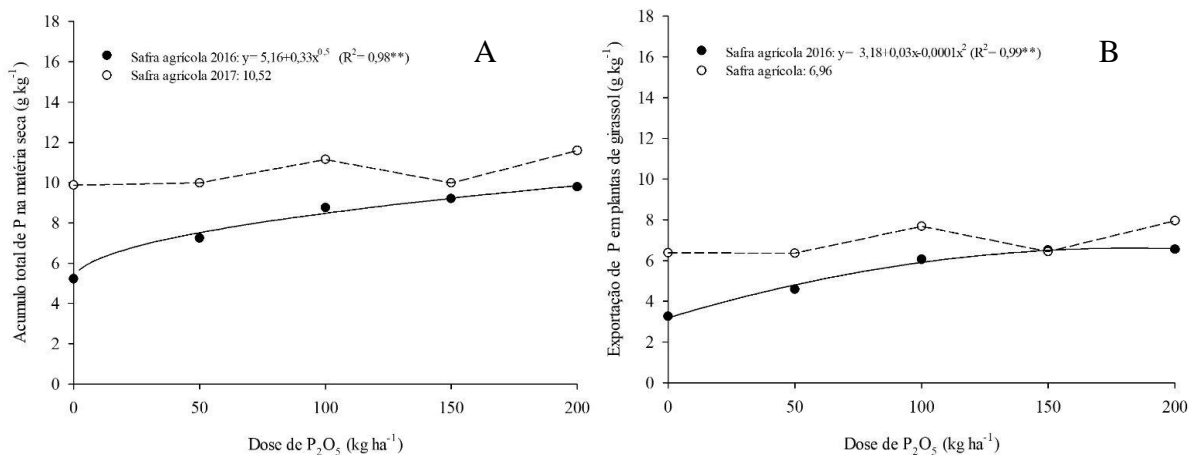 18
16
14
12
10
8
6
4
2
0
Acumulo total de P na matéria seca (g kg⁻¹)
Safra agrícola 2016: y= 5,16+0,33x^0,5 (R²= 0,98**)
Safra agrícola 2017: 10,52
A
0 50 100 150 200
Dose de P₂O₅ (kg ha⁻¹)
18
16
14
12
10
8
6
4
2
0
Exportação de P em plantas de girassol (g kg⁻¹)
Safra agrícola 2016: y= 3,18+0,03x-0,0001x² (R²= 0,99**)
Safra agrícola: 6,96
B
0 50 100 150 200
Dose de P₂O₅ (kg ha⁻¹)